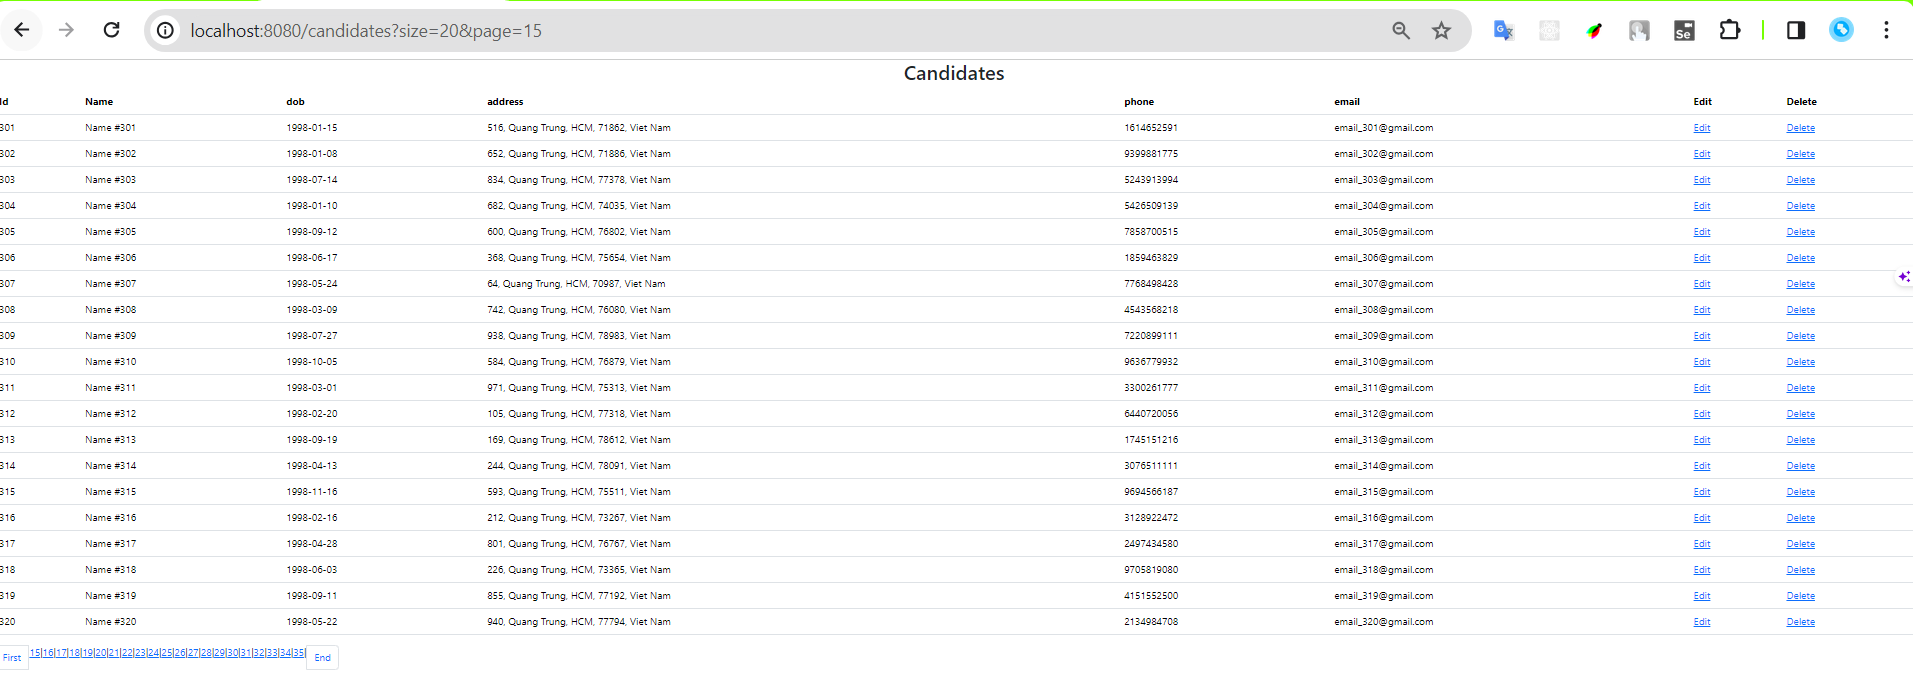 localhost:8080/candidates?size=20&page=15
Se
Candidates
Id Name dob address phone email Edit Delete
301 Name #301 1998-01-15 516, Quang Trung, HCM, 71862, Viet Nam 1614652591 email_301@gmail.com Edit Delete
302 Name #302 1998-01-08 652, Quang Trung, HCM, 71886, Viet Nam 9399881775 email_302@gmail.com Edit Delete
303 Name #303 1998-07-14 834, Quang Trung, HCM, 77378, Viet Nam 5243913994 email_303@gmail.com Edit Delete
304 Name #304 1998-01-10 682, Quang Trung, HCM, 74035, Viet Nam 5426509139 email_304@gmail.com Edit Delete
305 Name #305 1998-09-12 600, Quang Trung, HCM, 76802, Viet Nam 7858700515 email_305@gmail.com Edit Delete
306 Name #306 1998-06-17 368, Quang Trung, HCM, 75654, Viet Nam 1859463829 email_306@gmail.com Edit Delete
307 Name #307 1998-05-24 64, Quang Trung, HCM, 70987, Viet Nam 7768498428 email_307@gmail.com Edit Delete
308 Name #308 1998-03-09 742, Quang Trung, HCM, 76080, Viet Nam 4543568218 email_308@gmail.com Edit Delete
309 Name #309 1998-07-27 938, Quang Trung, HCM, 78983, Viet Nam 7220899111 email_309@gmail.com Edit Delete
310 Name #310 1998-10-05 584, Quang Trung, HCM, 76879, Viet Nam 9636779932 email_310@gmail.com Edit Delete
311 Name #311 1998-03-01 971, Quang Trung, HCM, 75313, Viet Nam 3300261777 email_311@gmail.com Edit Delete
312 Name #312 1998-02-20 105, Quang Trung, HCM, 77318, Viet Nam 6440720056 email_312@gmail.com Edit Delete
313 Name #313 1998-09-19 169, Quang Trung, HCM, 78612, Viet Nam 1745151216 email_313@gmail.com Edit Delete
314 Name #314 1998-04-13 244, Quang Trung, HCM, 78091, Viet Nam 3076511111 email_314@gmail.com Edit Delete
315 Name #315 1998-11-16 593, Quang Trung, HCM, 75511, Viet Nam 9694566187 email_315@gmail.com Edit Delete
316 Name #316 1998-02-16 212, Quang Trung, HCM, 73267, Viet Nam 3128922472 email_316@gmail.com Edit Delete
317 Name #317 1998-04-28 801, Quang Trung, HCM, 76767, Viet Nam 2497434580 email_317@gmail.com Edit Delete
318 Name #318 1998-06-03 226, Quang Trung, HCM, 73365, Viet Nam 9705819080 email_318@gmail.com Edit Delete
319 Name #319 1998-09-11 855, Quang Trung, HCM, 77192, Viet Nam 4151552500 email_319@gmail.com Edit Delete
320 Name #320 1998-05-22 940, Quang Trung, HCM, 77794, Viet Nam 2134984708 email_320@gmail.com Edit Delete
First 15|16|17|18|19|20|21|22|23|24|25|26|27|28|29|30|31|32|33|34|35| End